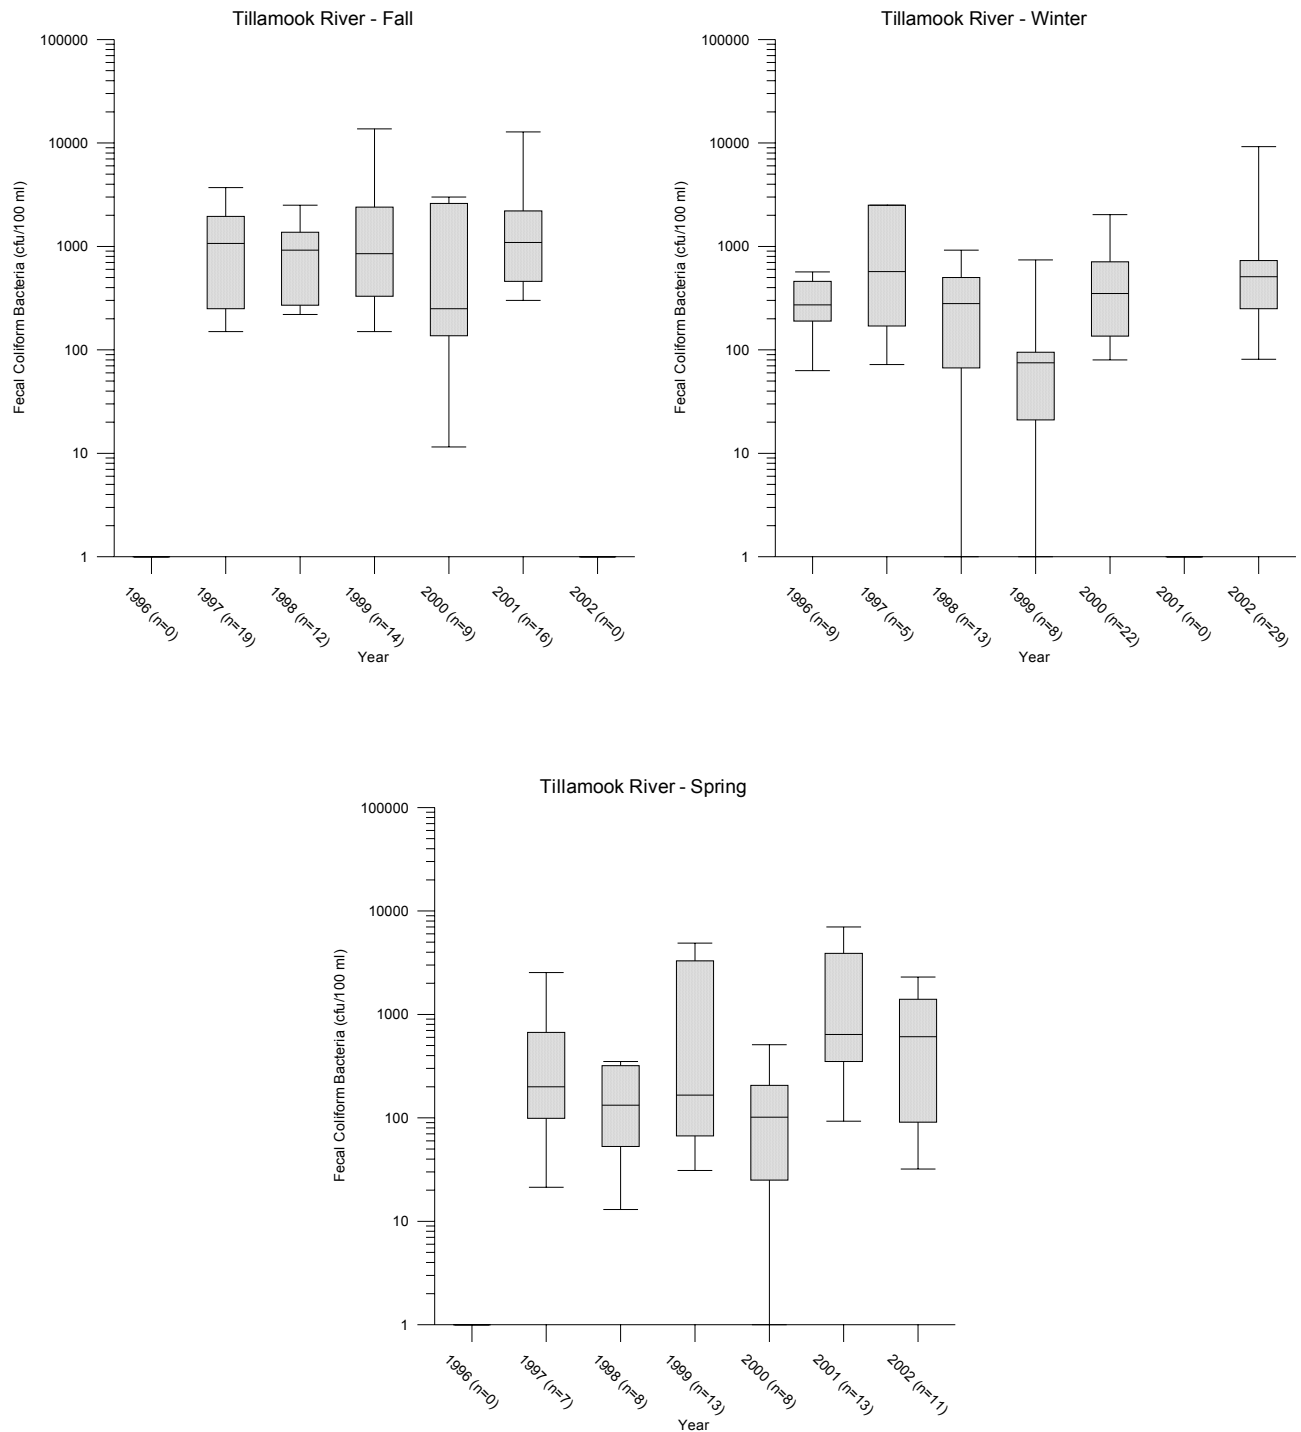 Tillamook River - Fall
100000
10000
1000
100
10
1
Fecal Coliform Bacteria (cfu/100 ml)
1996 (n=0)
1997 (n=19)
1998 (n=12)
1999 (n=14)
2000 (n=9)
2001 (n=16)
2002 (n=0)
Year
Tillamook River - Winter
100000
10000
1000
100
10
1
Fecal Coliform Bacteria (cfu/100 ml)
1996 (n=9)
1997 (n=5)
1998 (n=13)
1999 (n=8)
2000 (n=22)
2001 (n=0)
2002 (n=29)
Year
Tillamook River - Spring
100000
10000
1000
100
10
1
Fecal Coliform Bacteria (cfu/100 ml)
1996 (n=0)
1997 (n=7)
1998 (n=8)
1999 (n=13)
2000 (n=8)
2001 (n=13)
2002 (n=11)
Year